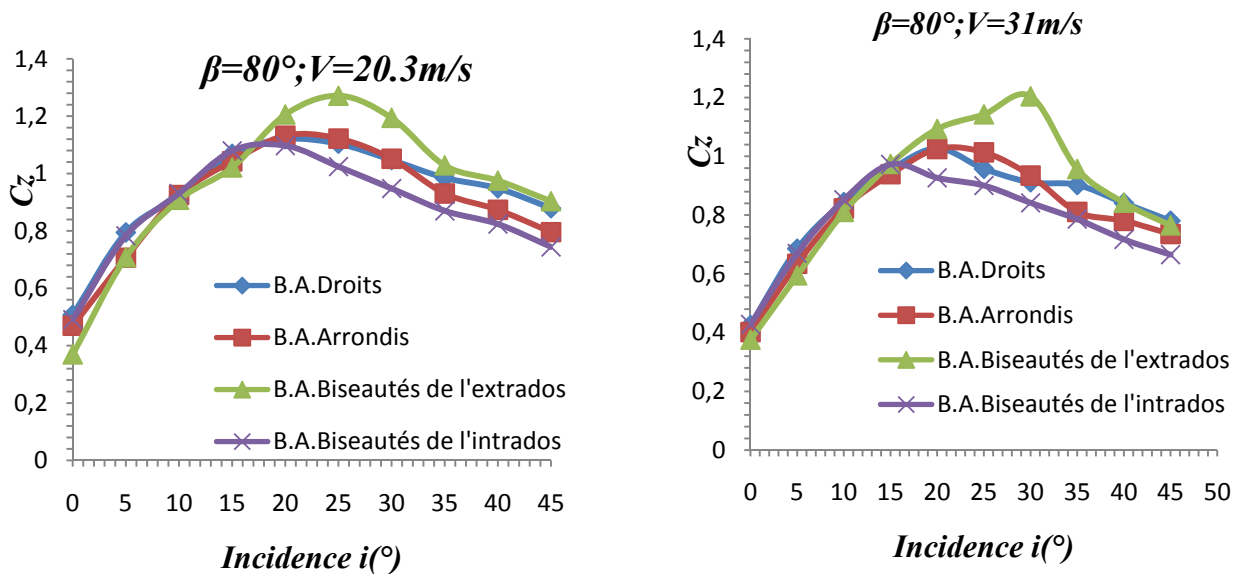 β=80°;V=20.3m/s
Cz
1,4
1,2
1
0,8
0,6
0,4
0,2
0
B.A.Droits
B.A.Arrondis
B.A.Biseautés de l'extrados
B.A.Biseautés de l'intrados
0 5 10 15 20 25 30 35 40 45
Incidence i(°)
β=80°;V=31m/s
Cz
1,4
1,2
1
0,8
0,6
0,4
0,2
0
B.A.Droits
B.A.Arrondis
B.A.Biseautés de l'extrados
B.A.Biseautés de l'intrados
0 5 10 15 20 25 30 35 40 45 50
Incidence i(°)